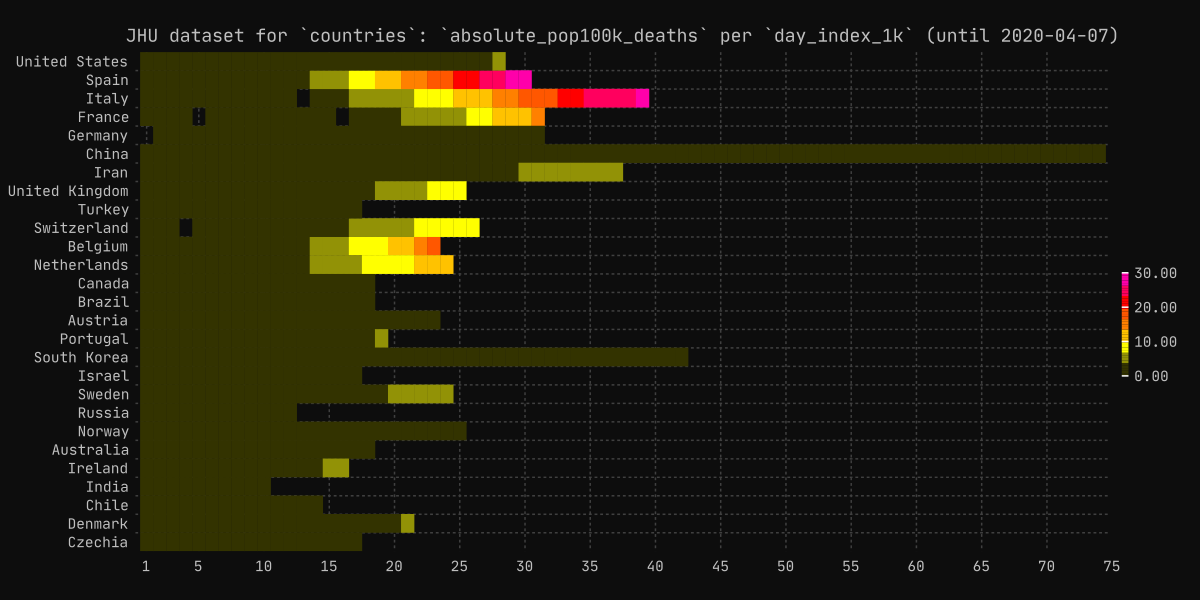 JHU dataset for `countries`: `absolute_pop100k_deaths` per `day_index_1k` (until 2020-04-07)
United States
Spain
Italy
France
Germany
China
Iran
United Kingdom
Turkey
Switzerland
Belgium
Netherlands
Canada
Brazil
Austria
Portugal
South Korea
Israel
Sweden
Russia
Norway
Australia
Ireland
India
Chile
Denmark
Czechia
1 5 10 15 20 25 30 35 40 45 50 55 60 65 70 75
30.00
20.00
10.00
0.00